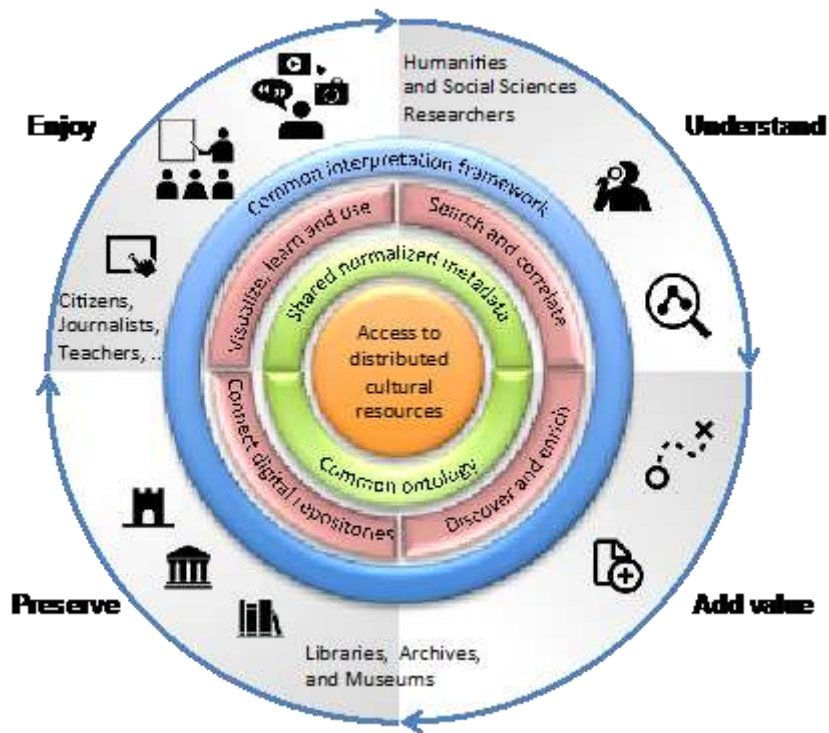 Enjoy
Humanities
and Social Sciences
Researchers
Understand
Common interpretation framework
Visualize, learn and use
Search and correlate
Shared normalized metadata
Citizens,
Journalists,
Teachers, ..
Access to
distributed
cultural
resources
Connect digital repositories
Common ontology
Discover and enrich
Preserve
Add value
Libraries, Archives,
and Museums